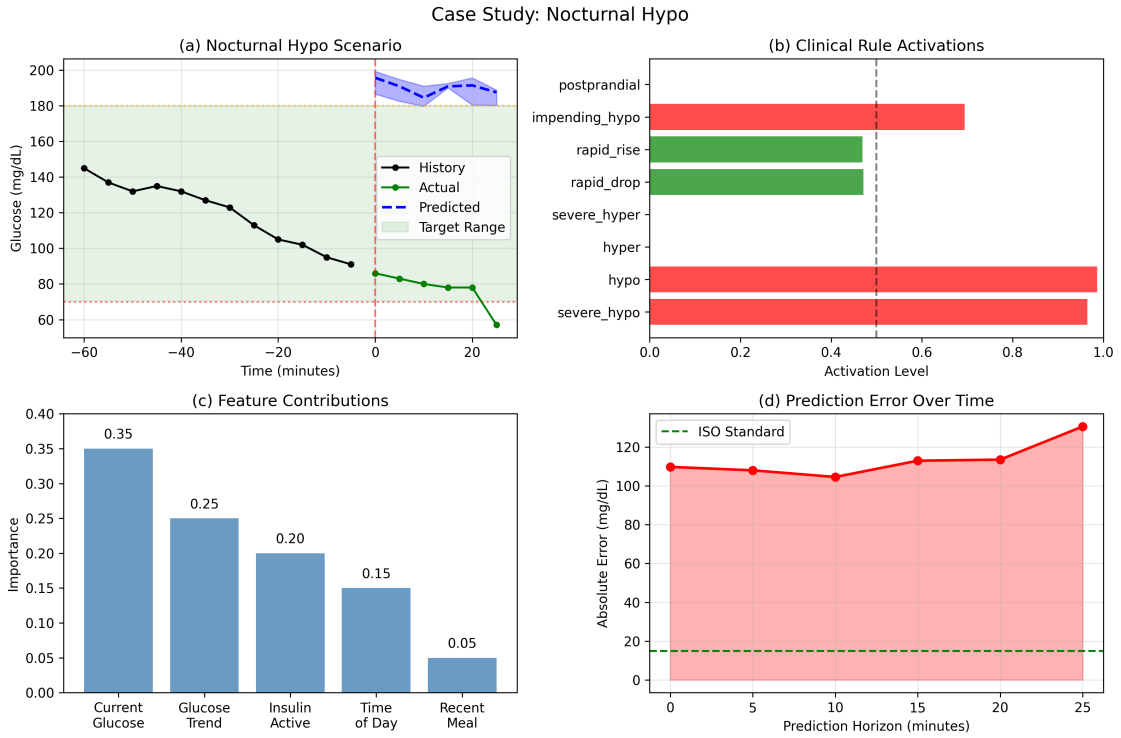 Case Study: Nocturnal Hypo
(a) Nocturnal Hypo Scenario
Glucose (mg/dL)
200
180
160
140
120
100
80
60
−60
−40
−20
0
20
Time (minutes)
History
Actual
Predicted
Target Range
(b) Clinical Rule Activations
postprandial
impending_hypo
rapid_rise
rapid_drop
severe_hyper
hyper
hypo
severe_hypo
0.0
0.2
0.4
0.6
0.8
1.0
Activation Level
(c) Feature Contributions
Importance
0.40
0.35
0.30
0.25
0.20
0.15
0.10
0.05
0.00
0.35
0.25
0.20
0.15
0.05
Current
Glucose
Glucose
Trend
Insulin
Active
Time
of Day
Recent
Meal
(d) Prediction Error Over Time
Absolute Error (mg/dL)
120
100
80
60
40
20
0
ISO Standard
0
5
10
15
20
25
Prediction Horizon (minutes)